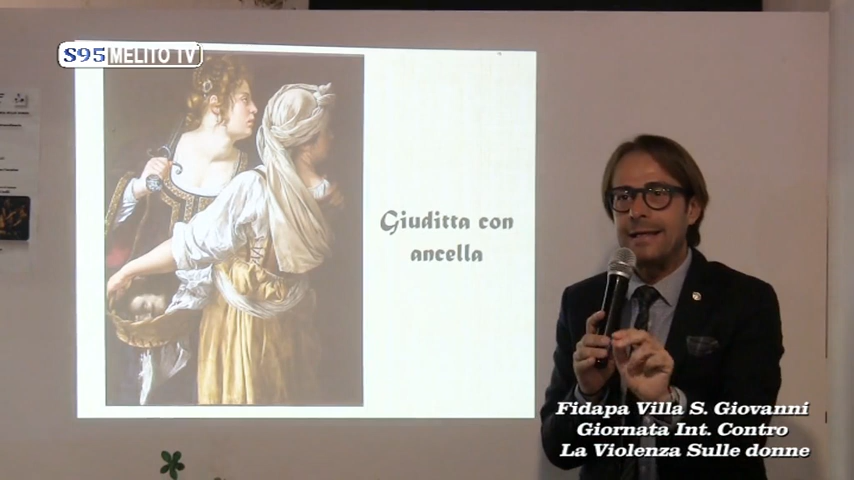 S95 MELITO TV
Giuditta con
ancella
Fidapa Villa S. Giovanni
Giornata Int. Contro
La Violenza Sulle donne